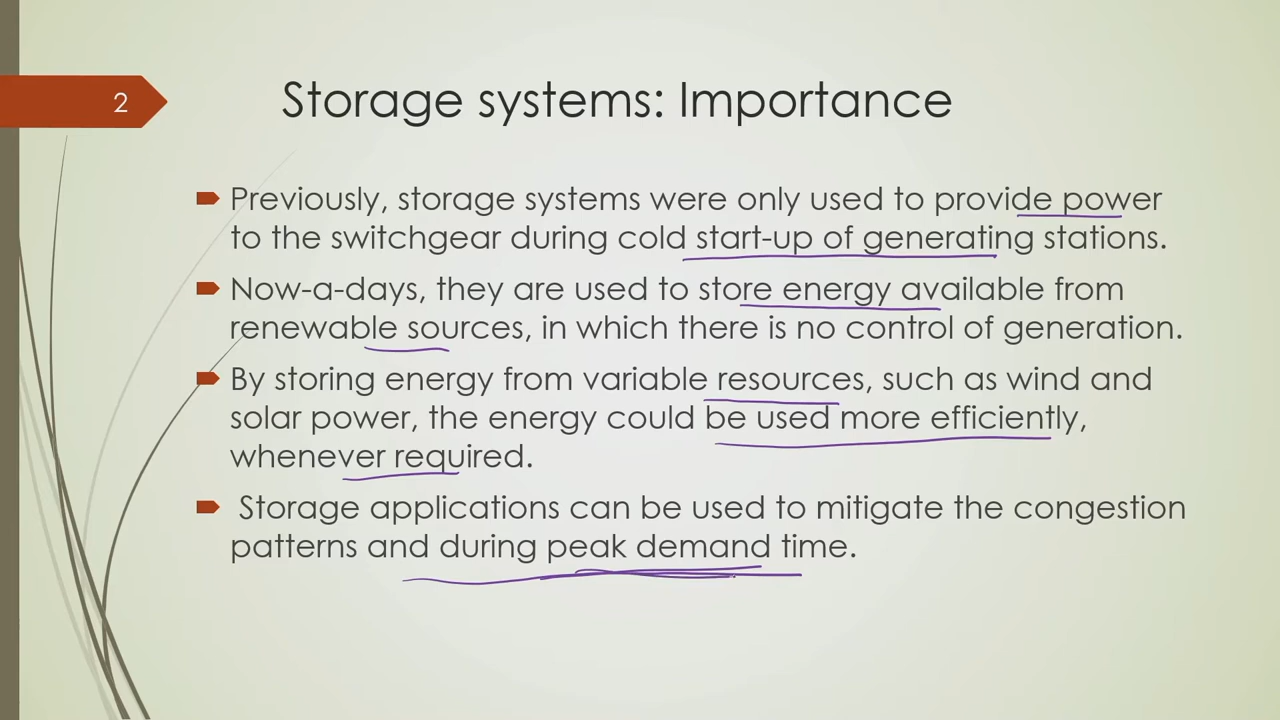 2
Storage systems: Importance
Previously, storage systems were only used to provide power
to the switchgear during cold start-up of generating stations.
Now-a-days, they are used to store energy available from
renewable sources, in which there is no control of generation.
By storing energy from variable resources, such as wind and
solar power, the energy could be used more efficiently,
whenever required.
Storage applications can be used to mitigate the congestion
patterns and during peak demand time.